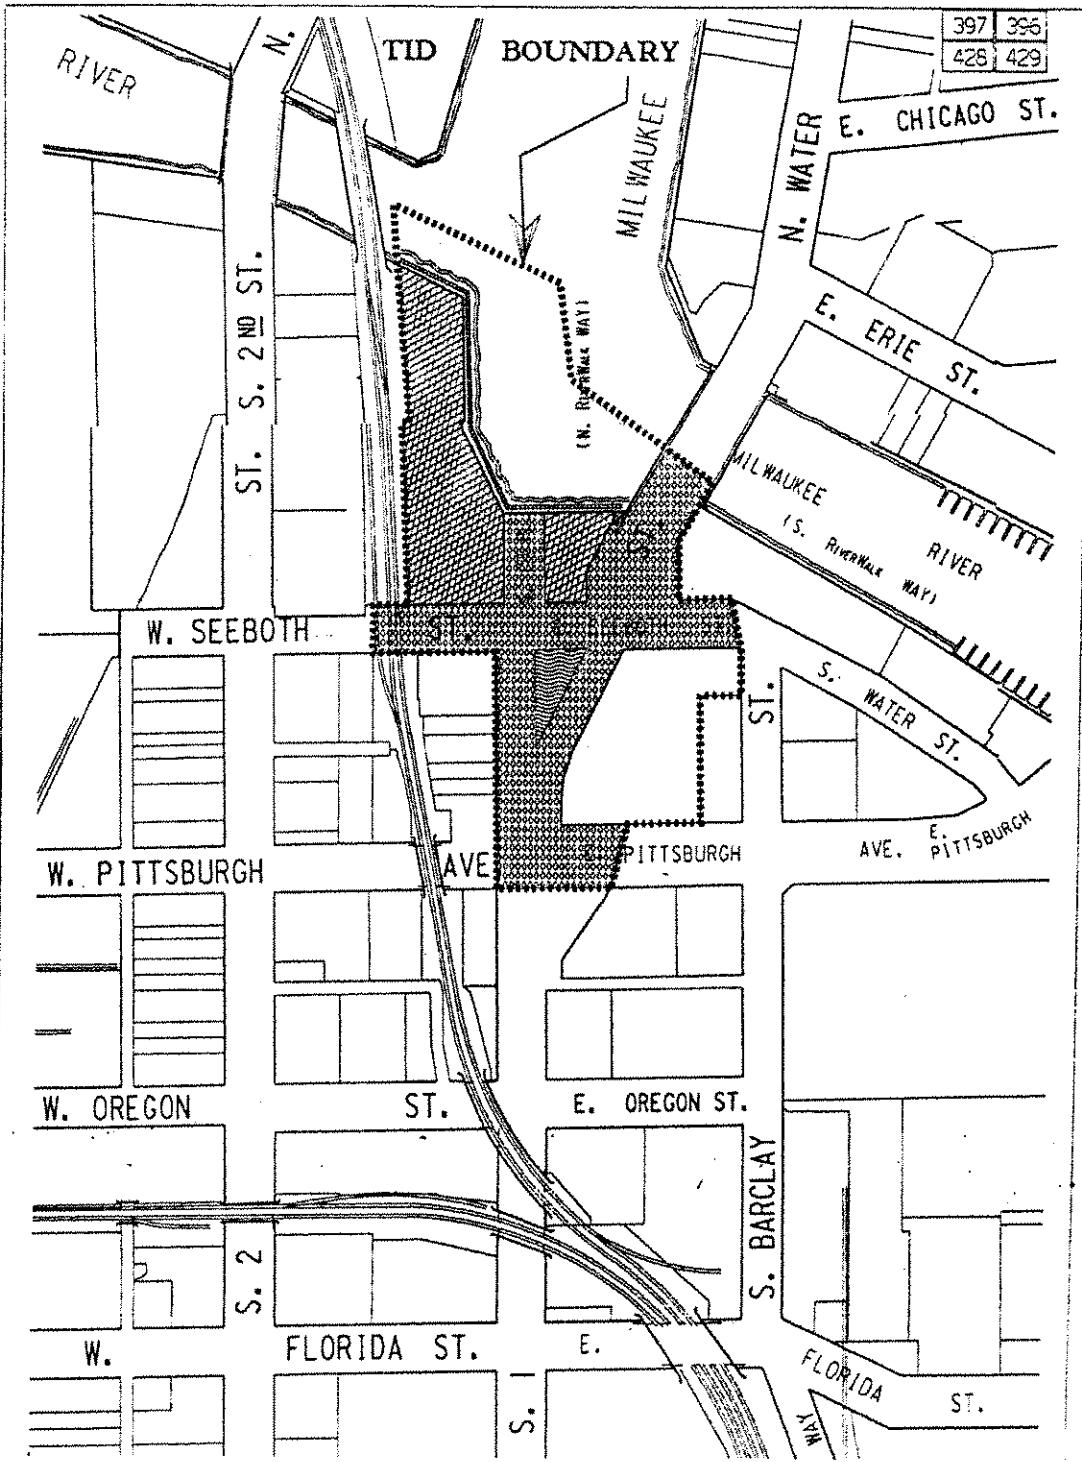 397 396
428 429
TID BOUNDARY
RIVER
N.
MILWAUKEE
N. WATER
E. CHICAGO ST.
ST. S. 2ND ST.
(N. RIVERWALK WAY)
E. ERIE ST.
MILWAUKEE
RIVER
(S. RIVERWALK WAY)
ST.
W. SEEBOTH ST.
S. WATER ST.
ST.
W. PITTSBURGH AVE
PITTSBURGH
AVE.
E. PITTSBURGH
W. OREGON ST.
E. OREGON ST.
S. BARCLAY
S. 2
W. FLORIDA ST.
E. FLORIDA ST.
S. 1
WAY